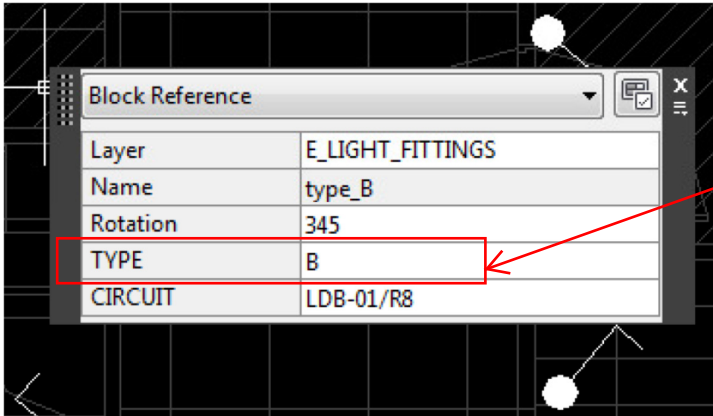 Block Reference
Layer E_LIGHT_FITTINGS
Name type_B
Rotation 345
TYPE B
CIRCUIT LDB-01/R8